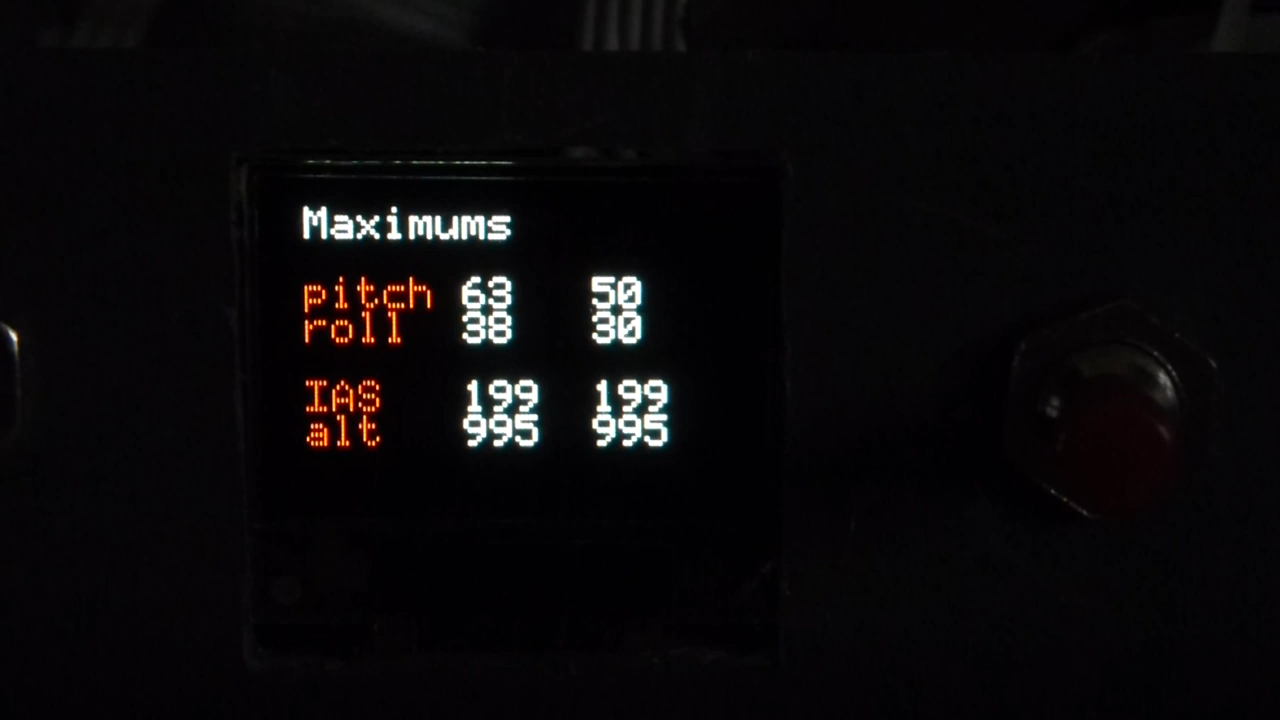 Maximums
pitch 63 50
roll 38 30
IAS 199 199
alt 995 995